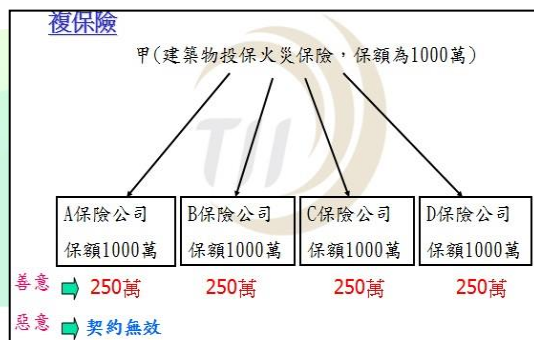 複保險
甲(建築物投保火災保險，保額為1000萬)
TII
A保險公司 B保險公司 C保險公司 D保險公司
保額1000萬 保額1000萬 保額1000萬 保額1000萬
善意 250萬 250萬 250萬 250萬
惡意 契約無效